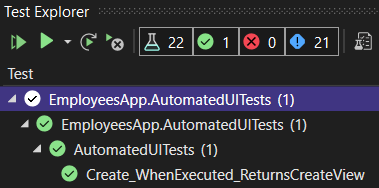 Test Explorer
22 1 0 21
Test
EmployeesApp.AutomatedUITests (1)
EmployeesApp.AutomatedUITests (1)
AutomatedUITests (1)
Create_WhenExecuted_ReturnsCreateView